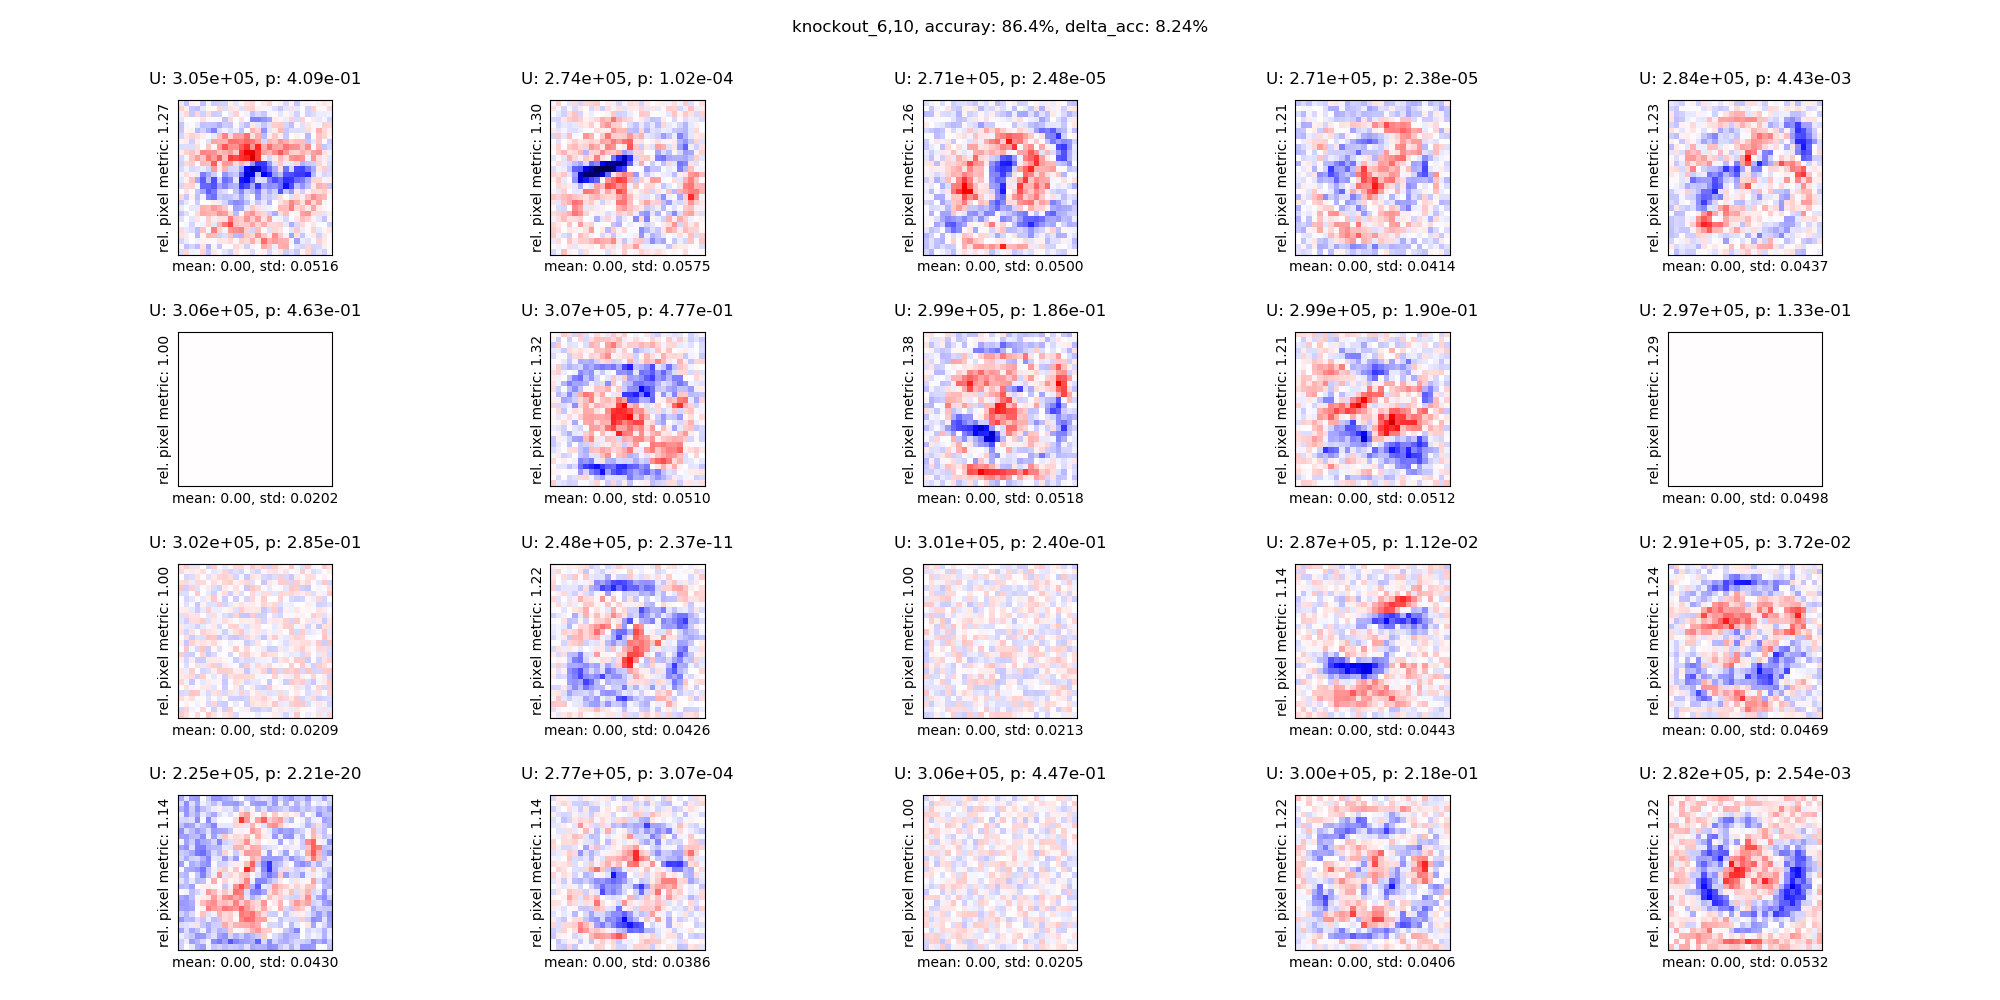 knockout_6,10, accuray: 86.4%, delta_acc: 8.24%
U: 3.05e+05, p: 4.09e-01
rel. pixel metric: 1.27
mean: 0.00, std: 0.0516
U: 2.74e+05, p: 1.02e-04
rel. pixel metric: 1.30
mean: 0.00, std: 0.0575
U: 2.71e+05, p: 2.48e-05
rel. pixel metric: 1.26
mean: 0.00, std: 0.0500
U: 2.71e+05, p: 2.38e-05
rel. pixel metric: 1.21
mean: 0.00, std: 0.0414
U: 2.84e+05, p: 4.43e-03
rel. pixel metric: 1.23
mean: 0.00, std: 0.0437
U: 3.06e+05, p: 4.63e-01
rel. pixel metric: 1.00
mean: 0.00, std: 0.0202
U: 3.07e+05, p: 4.77e-01
rel. pixel metric: 1.32
mean: 0.00, std: 0.0510
U: 2.99e+05, p: 1.86e-01
rel. pixel metric: 1.38
mean: 0.00, std: 0.0518
U: 2.99e+05, p: 1.90e-01
rel. pixel metric: 1.21
mean: 0.00, std: 0.0512
U: 2.97e+05, p: 1.33e-01
rel. pixel metric: 1.29
mean: 0.00, std: 0.0498
U: 3.02e+05, p: 2.85e-01
rel. pixel metric: 1.00
mean: 0.00, std: 0.0209
U: 2.48e+05, p: 2.37e-11
rel. pixel metric: 1.22
mean: 0.00, std: 0.0426
U: 3.01e+05, p: 2.40e-01
rel. pixel metric: 1.00
mean: 0.00, std: 0.0213
U: 2.87e+05, p: 1.12e-02
rel. pixel metric: 1.14
mean: 0.00, std: 0.0443
U: 2.91e+05, p: 3.72e-02
rel. pixel metric: 1.24
mean: 0.00, std: 0.0469
U: 2.25e+05, p: 2.21e-20
rel. pixel metric: 1.14
mean: 0.00, std: 0.0430
U: 2.77e+05, p: 3.07e-04
rel. pixel metric: 1.14
mean: 0.00, std: 0.0386
U: 3.06e+05, p: 4.47e-01
rel. pixel metric: 1.00
mean: 0.00, std: 0.0205
U: 3.00e+05, p: 2.18e-01
rel. pixel metric: 1.22
mean: 0.00, std: 0.0406
U: 2.82e+05, p: 2.54e-03
rel. pixel metric: 1.22
mean: 0.00, std: 0.0532